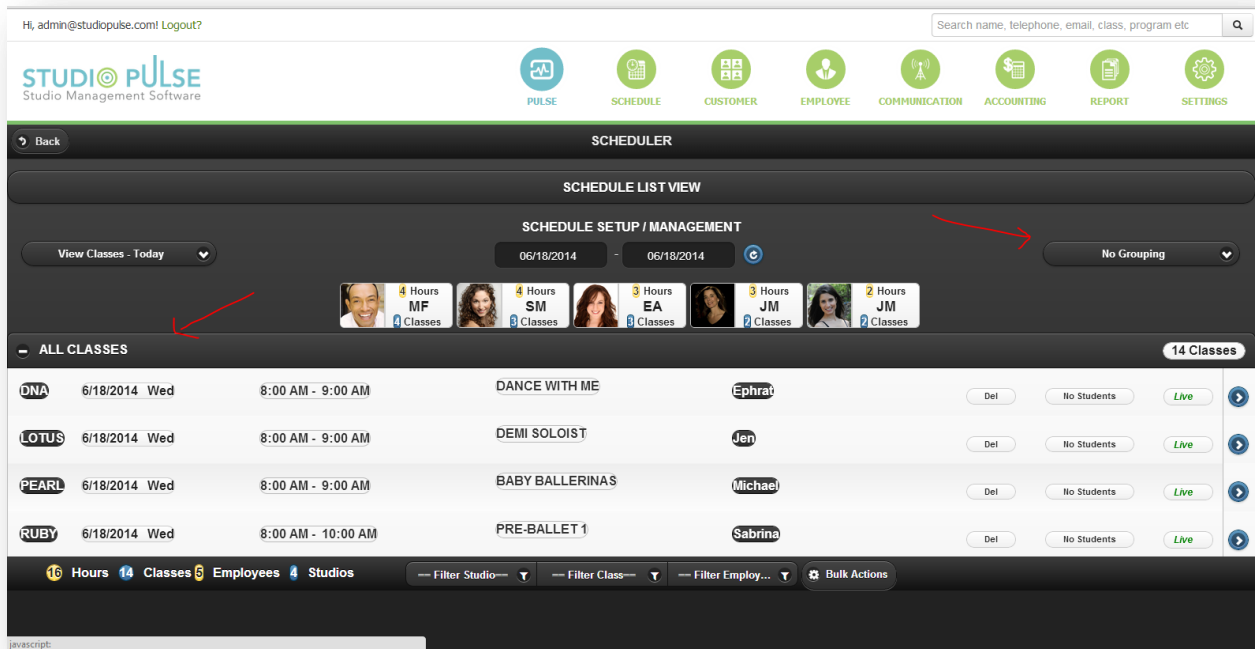 Hi, admin@studiopulse.com! Logout?
Search name, telephone, email, class, program etc
STUDIO PULSE
Studio Management Software
PULSE SCHEDULE CUSTOMER EMPLOYEE COMMUNICATION ACCOUNTING REPORT SETTINGS
Back SCHEDULER
SCHEDULE LIST VIEW
SCHEDULE SETUP / MANAGEMENT
View Classes - Today 06/18/2014 - 06/18/2014 No Grouping
4 Hours 4 Hours 3 Hours 3 Hours 2 Hours
MF SM EA JM JM
4 Classes 3 Classes 3 Classes 2 Classes 2 Classes
ALL CLASSES 14 Classes
DNA 6/18/2014 Wed 8:00 AM - 9:00 AM DANCE WITH ME Ephrat Del No Students Live
LOTUS 6/18/2014 Wed 8:00 AM - 9:00 AM DEMI SOLOIST Jen Del No Students Live
PEARL 6/18/2014 Wed 8:00 AM - 9:00 AM BABY BALLERINAS Michael Del No Students Live
RUBY 6/18/2014 Wed 8:00 AM - 10:00 AM PRE-BALLET 1 Sabrina Del No Students Live
16 Hours 14 Classes 5 Employees 4 Studios --- Filter Studio--- --- Filter Class--- --- Filter Employ... Bulk Actions
javascript: